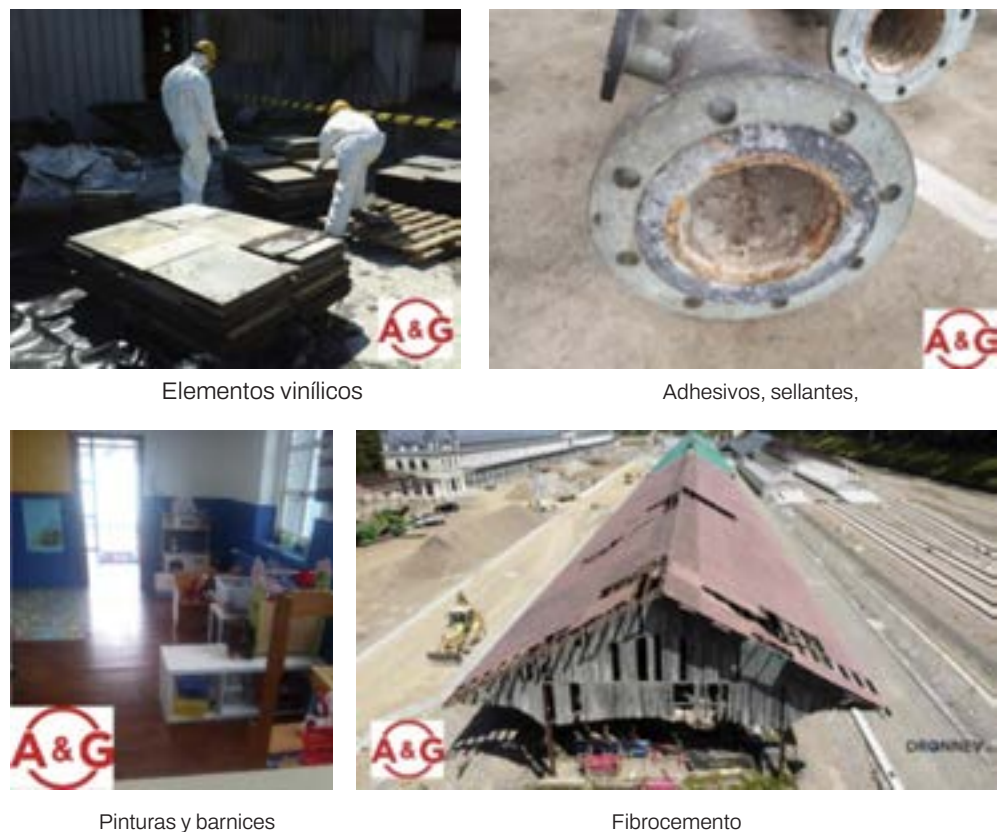 A&G
A&G
Elementos vinílicos
Adhesivos, sellantes,
A&G
A&G
DRONNEV
Pinturas y barnices
Fibrocemento